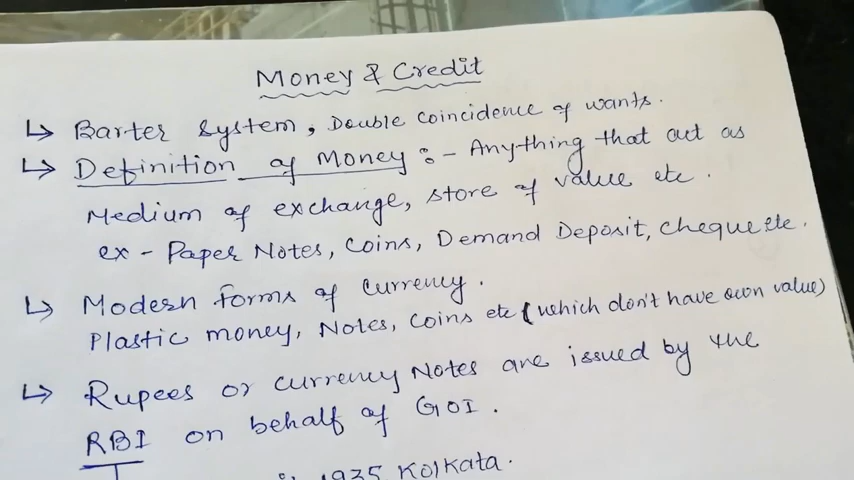 Money & Credit
↳ Barter System, Double coincidence of wants.
↳ Definition of Money :- Anything that act as
Medium of exchange, store of value etc.
ex - Paper Notes, Coins, Demand Deposit, cheque etc.
↳ Modern forms of currency.
Plastic money, Notes, Coins etc (which don't have own value)
↳ Rupees or currency Notes are issued by the
RBI on behalf of GOI.
: 1935 Kolkata.